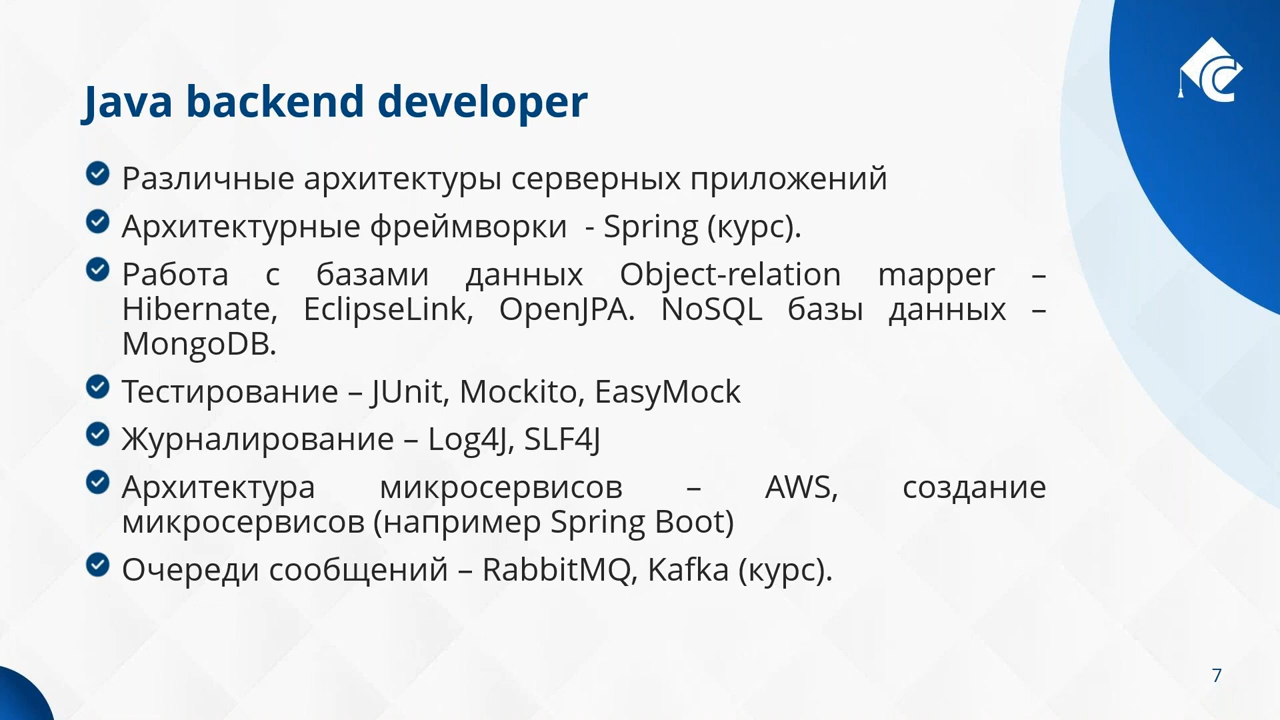 Java backend developer
Различные архитектуры серверных приложений
Архитектурные фреймворки - Spring (курс).
Работа с базами данных Object-relation mapper –
Hibernate, EclipseLink, OpenJPA. NoSQL базы данных –
MongoDB.
Тестирование – JUnit, Mockito, EasyMock
Журналирование – Log4J, SLF4J
Архитектура микросервисов – AWS, создание
микросервисов (например Spring Boot)
Очереди сообщений – RabbitMQ, Kafka (курс).
7